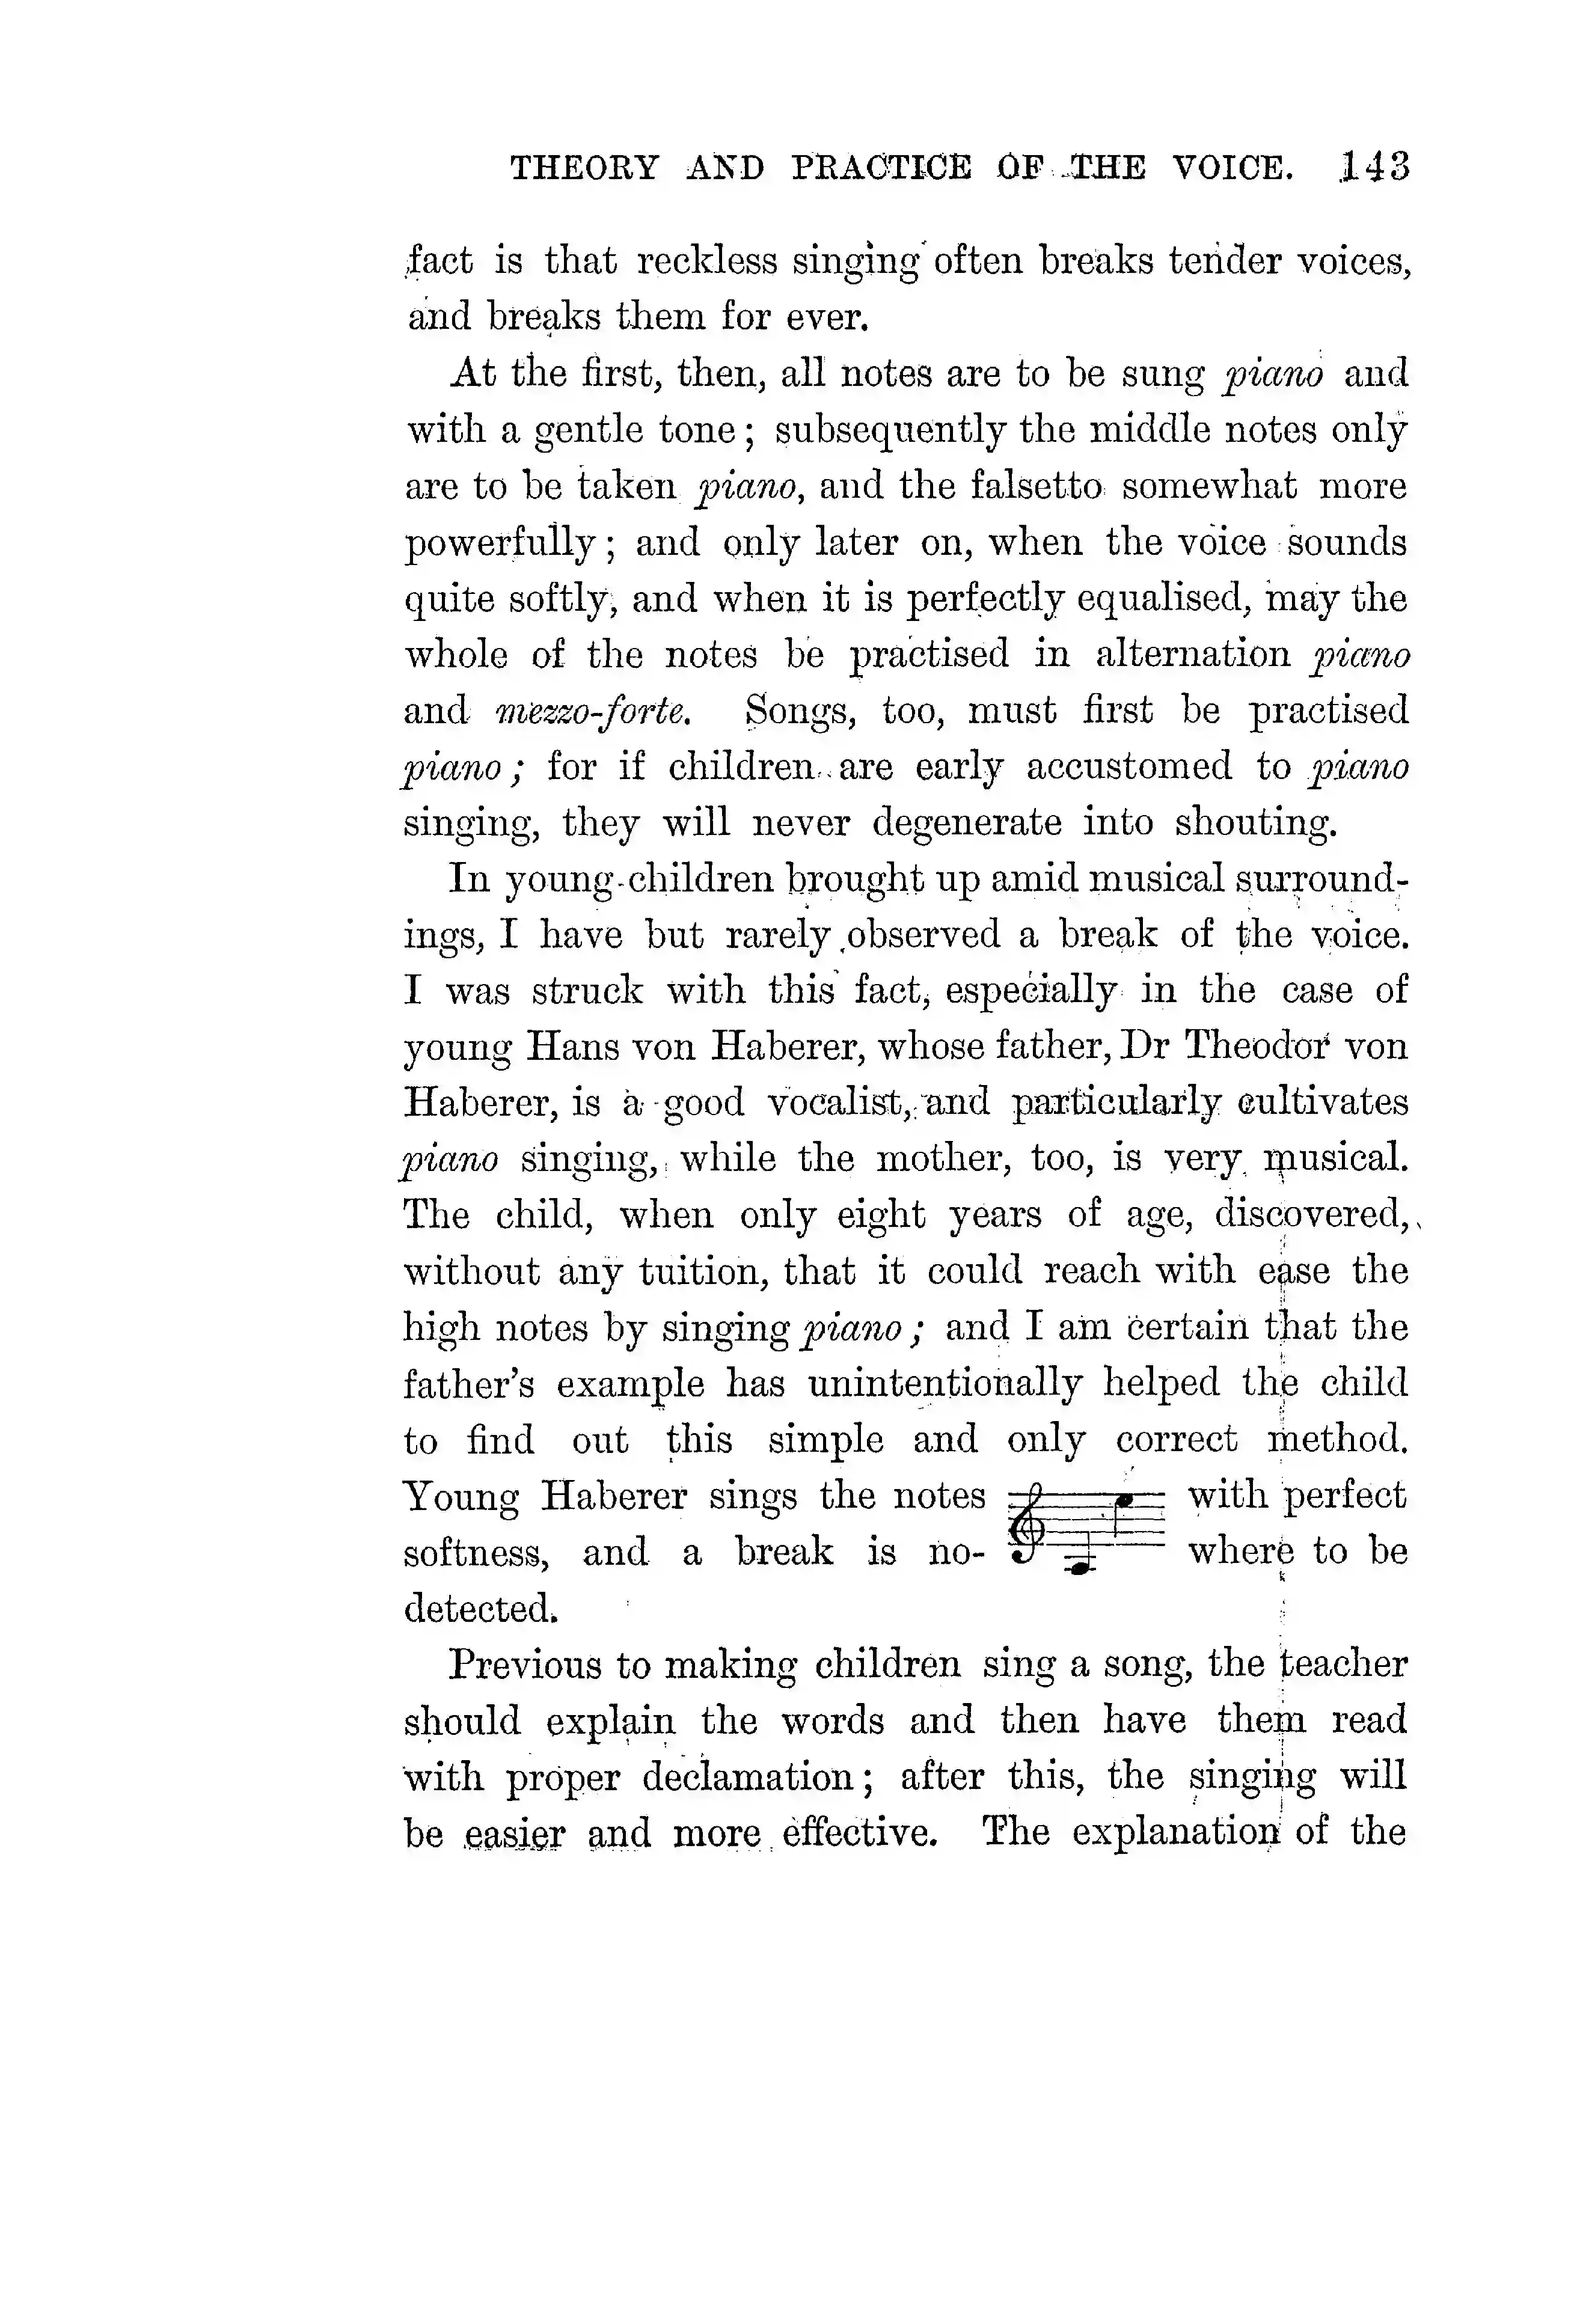 THEORY AND PRACTICE OF THE VOICE. 143
fact is that reckless singing often breaks tender voices,
and breaks them for ever.
At the first, then, all notes are to be sung piano and
with a gentle tone; subsequently the middle notes only
are to be taken piano, and the falsetto somewhat more
powerfully; and only later on, when the voice sounds
quite softly, and when it is perfectly equalised, may the
whole of the notes be practised in alternation piano
and mezzo-forte. Songs, too, must first be practised
piano; for if children are early accustomed to piano
singing, they will never degenerate into shouting.
In young children brought up amid musical surround-
ings, I have but rarely observed a break of the voice.
I was struck with this fact, especially in the case of
young Hans von Haberer, whose father, Dr Theodor von
Haberer, is a good vocalist, and particularly cultivates
piano singing, while the mother, too, is very musical.
The child, when only eight years of age, discovered,
without any tuition, that it could reach with ease the
high notes by singing piano; and I am certain that the
father's example has unintentionally helped the child
to find out this simple and only correct method.
Young Haberer sings the notes with perfect
softness, and a break is no- where to be
detected.
Previous to making children sing a song, the teacher
should explain the words and then have them read
with proper declamation; after this, the singing will
be easier and more effective. The explanation of the